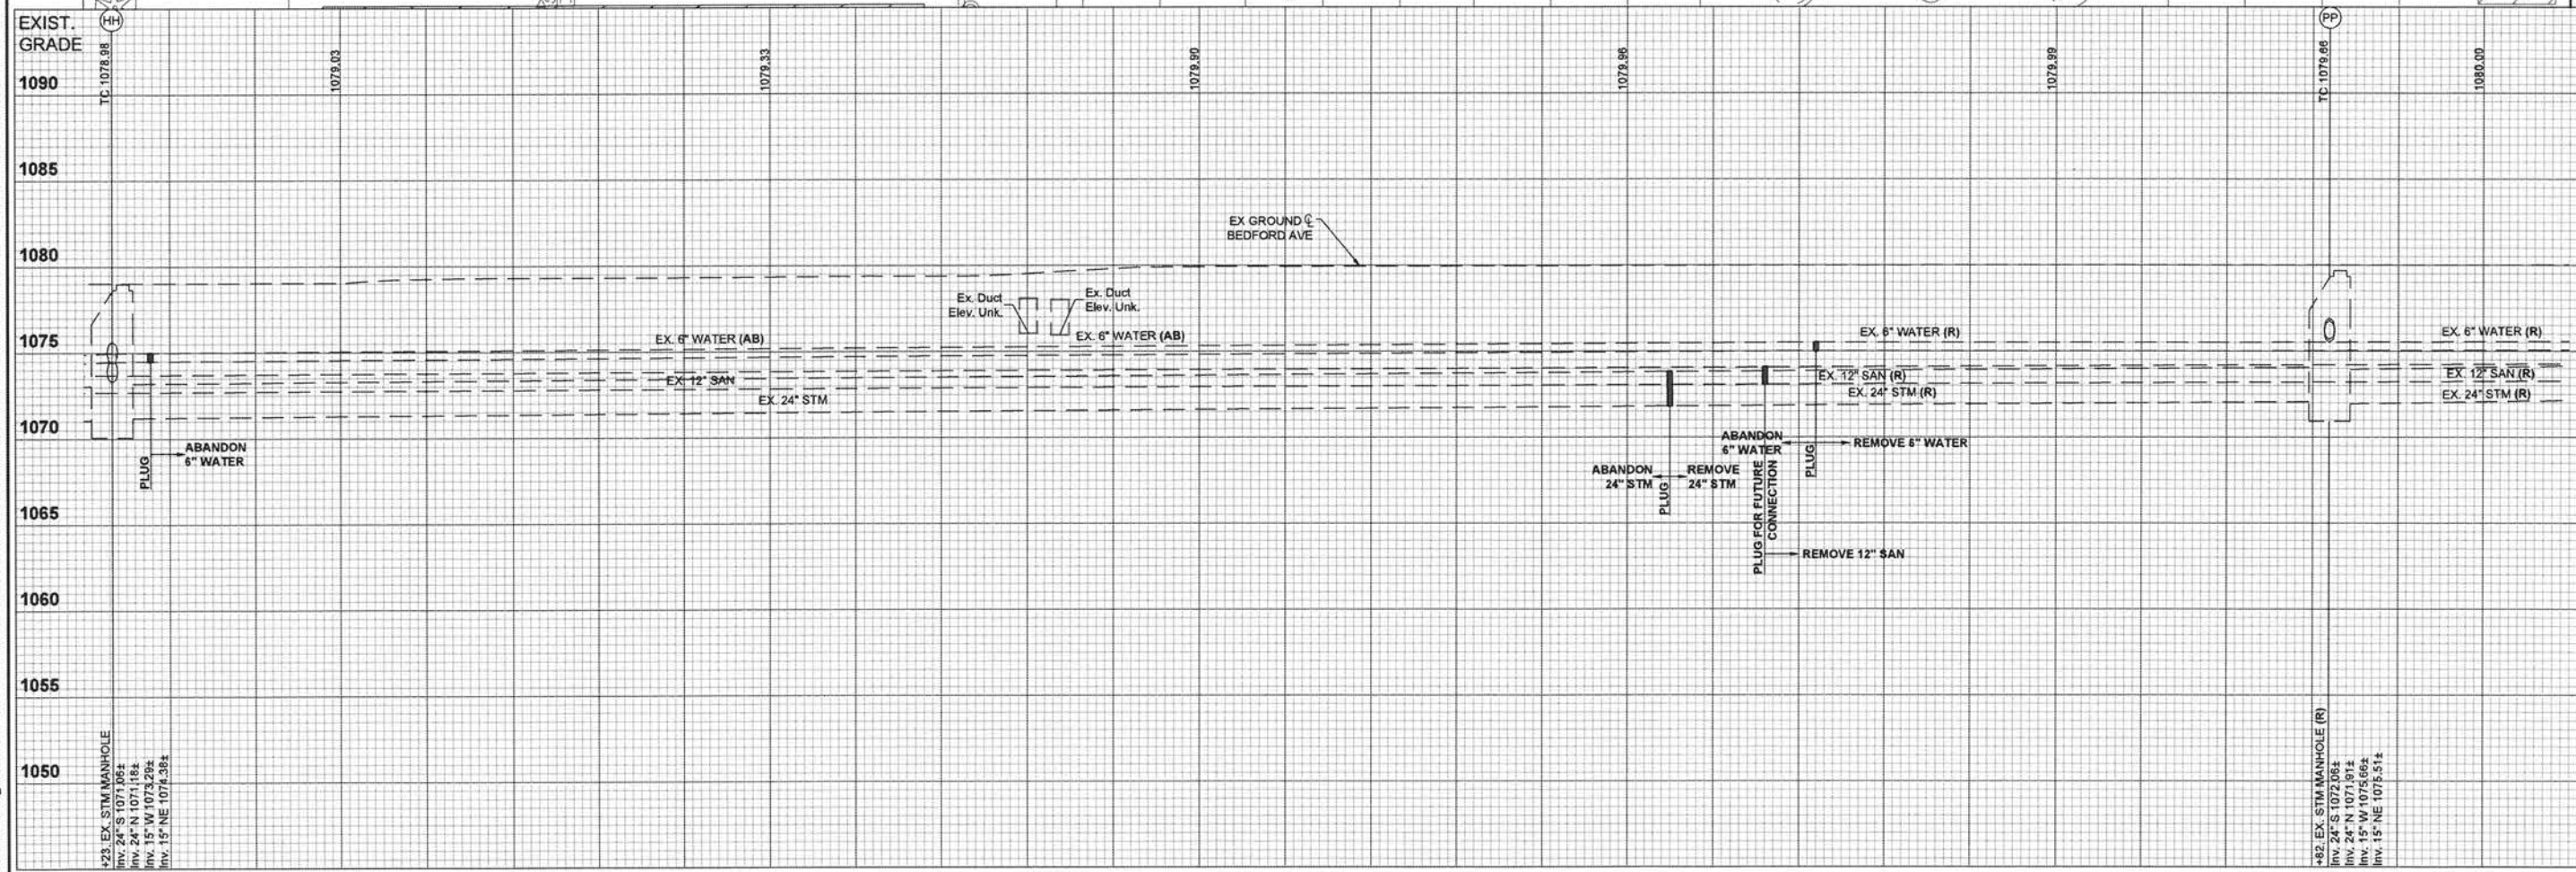 EXIST.
GRADE
HH
PP
TC 1078.98
1079.03
1079.33
1079.90
1079.96
1079.99
TC 1079.66
1080.00
1090
1085
1080
1075
1070
1065
1060
1055
1050
EX GROUND ℄
BEDFORD AVE
Ex. Duct
Elev. Unk.
Ex. Duct
Elev. Unk.
EX. 6" WATER (AB)
EX. 6" WATER (AB)
EX. 6" WATER (R)
EX. 6" WATER (R)
EX. 12" SAN
EX. 12" SAN (R)
EX. 12" SAN (R)
EX. 24" STM
EX. 24" STM (R)
EX. 24" STM (R)
PLUG
ABANDON
6" WATER
ABANDON
24" STM
PLUG
REMOVE
24" STM
ABANDON
6" WATER
PLUG
REMOVE 6" WATER
PLUG FOR FUTURE
CONNECTION
REMOVE 12" SAN
+23, EX. STM MANHOLE
Inv. 24" S 1071.06±
Inv. 24" N 1071.18±
Inv. 15" W 1073.29±
Inv. 15" NE 1074.38±
+82, EX. STM MANHOLE (R)
Inv. 24" S 1072.06±
Inv. 24" N 1071.91±
Inv. 15" W 1075.66±
Inv. 15" NE 1075.51±